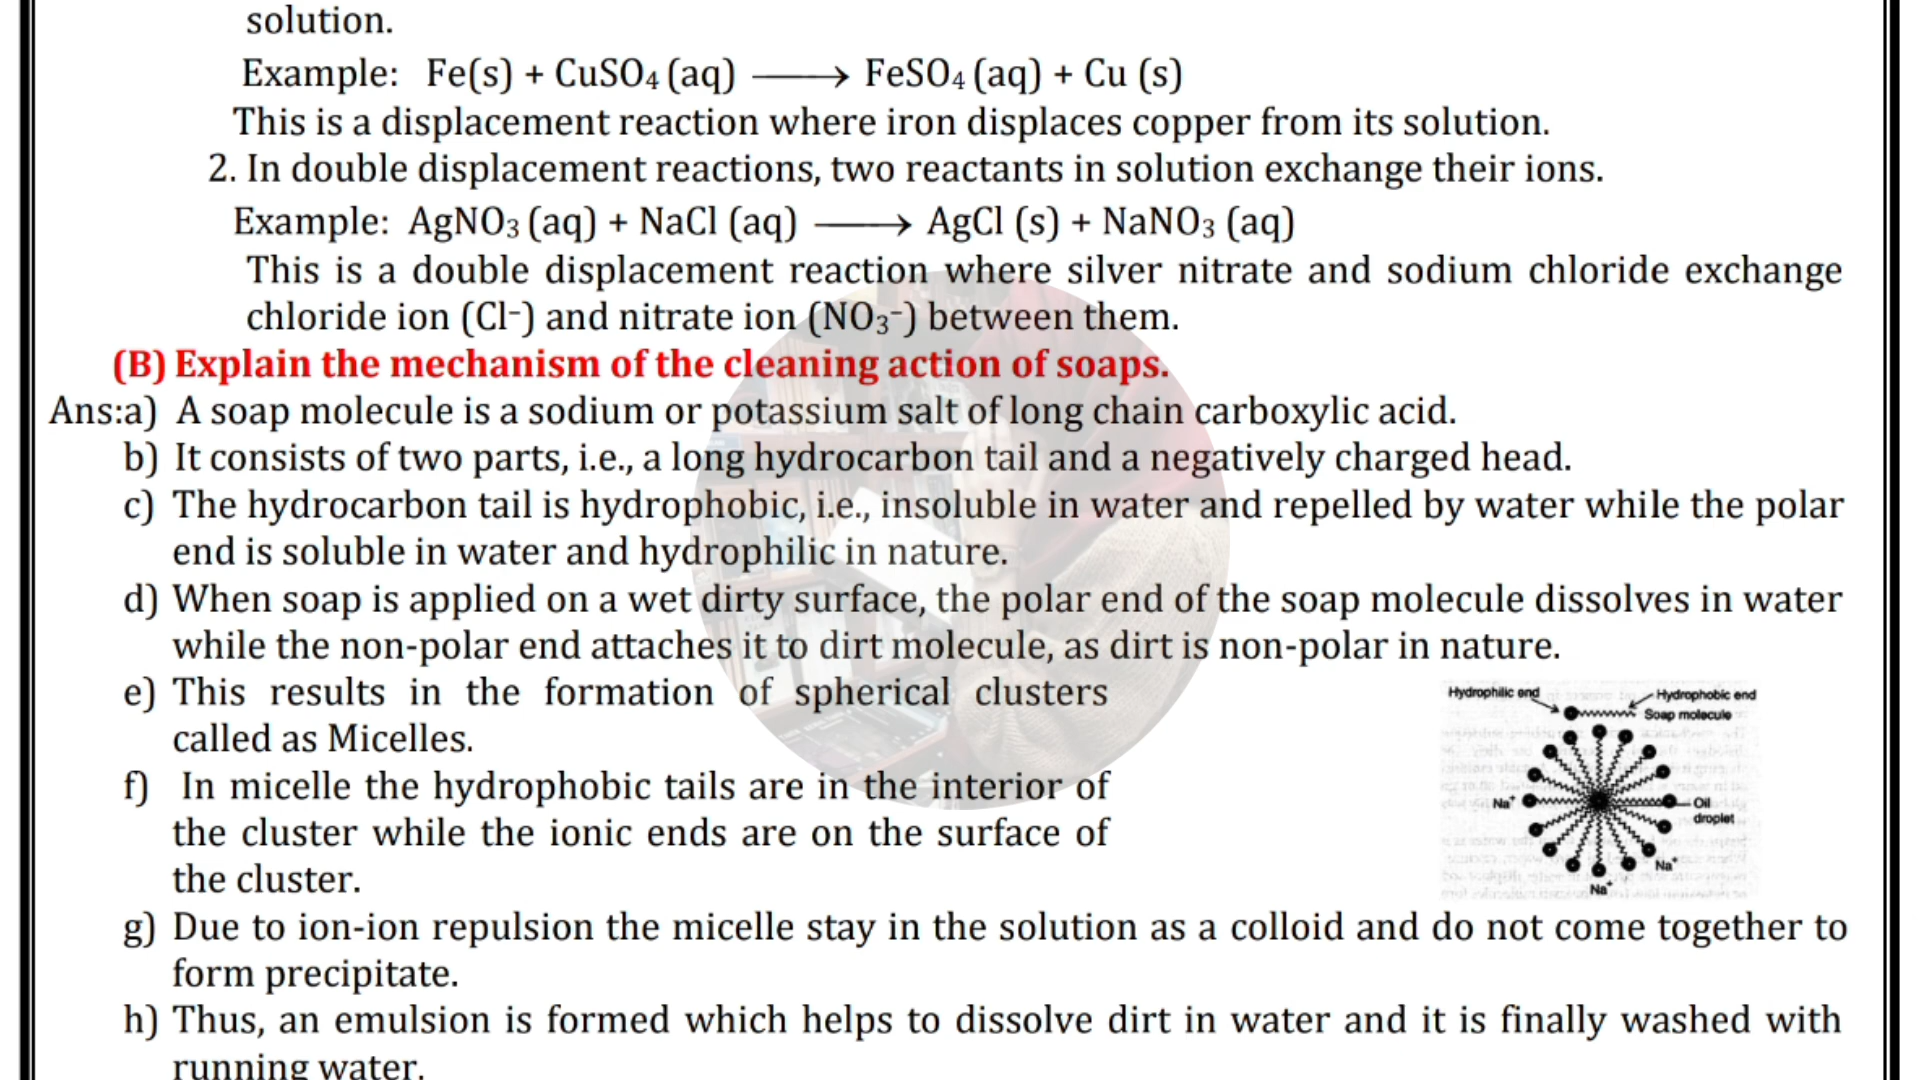 solution.
Example: Fe(s) + CuSO₄ (aq) ⟶ FeSO₄ (aq) + Cu (s)
This is a displacement reaction where iron displaces copper from its solution.
2. In double displacement reactions, two reactants in solution exchange their ions.
Example: AgNO₃ (aq) + NaCl (aq) ⟶ AgCl (s) + NaNO₃ (aq)
This is a double displacement reaction where silver nitrate and sodium chloride exchange
chloride ion (Cl⁻) and nitrate ion (NO₃⁻) between them.
(B) Explain the mechanism of the cleaning action of soaps.
Ans:a) A soap molecule is a sodium or potassium salt of long chain carboxylic acid.
b) It consists of two parts, i.e., a long hydrocarbon tail and a negatively charged head.
c) The hydrocarbon tail is hydrophobic, i.e., insoluble in water and repelled by water while the polar
end is soluble in water and hydrophilic in nature.
d) When soap is applied on a wet dirty surface, the polar end of the soap molecule dissolves in water
while the non-polar end attaches it to dirt molecule, as dirt is non-polar in nature.
e) This results in the formation of spherical clusters
called as Micelles.
f) In micelle the hydrophobic tails are in the interior of
the cluster while the ionic ends are on the surface of
the cluster.
Hydrophilic end
Hydrophobic end
Soap molecule
Na⁺
Oil
droplet
Na⁺
Na⁺
g) Due to ion-ion repulsion the micelle stay in the solution as a colloid and do not come together to
form precipitate.
h) Thus, an emulsion is formed which helps to dissolve dirt in water and it is finally washed with
running water.